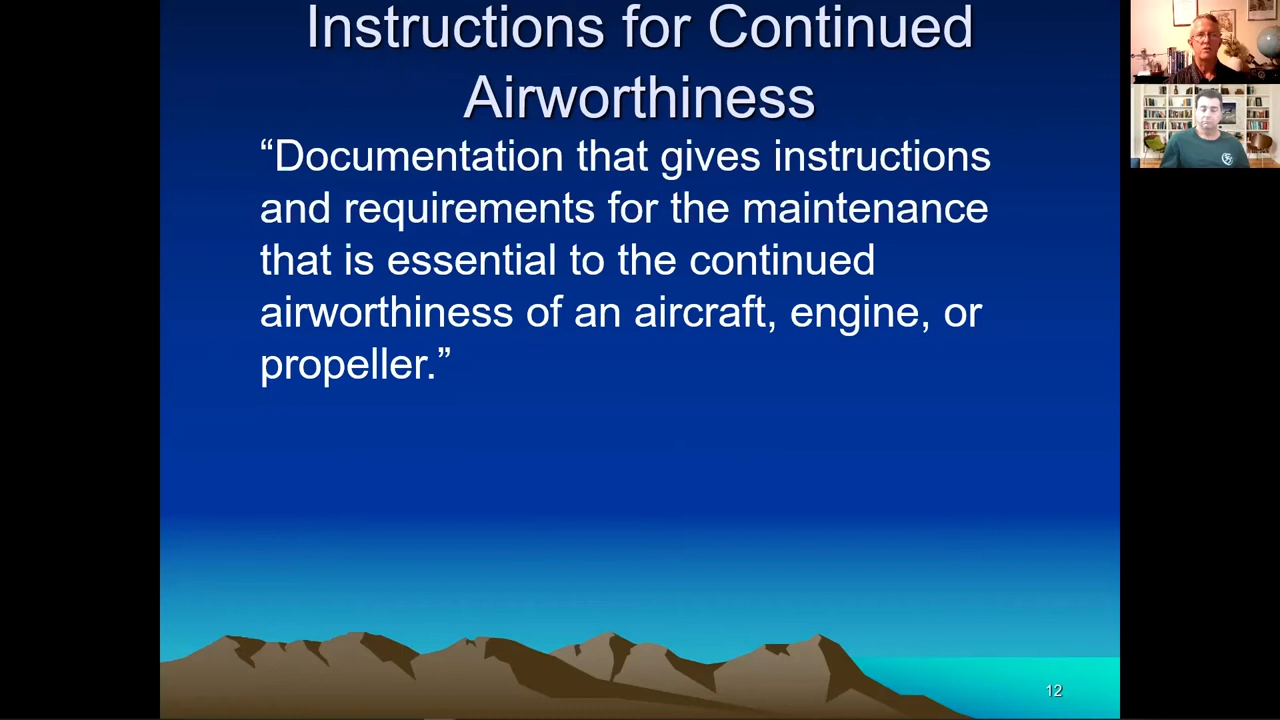 Instructions for Continued
Airworthiness
“Documentation that gives instructions
and requirements for the maintenance
that is essential to the continued
airworthiness of an aircraft, engine, or
propeller.”
12